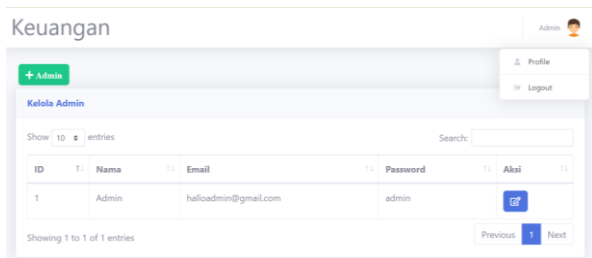 Keuangan
Admin
Profile
Logout
+ Admin
Kelola Admin
Show 10 entries
Search:
ID Nama Email Password Aksi
1 Admin halloadmin@gmail.com admin
Showing 1 to 1 of 1 entries
Previous 1 Next